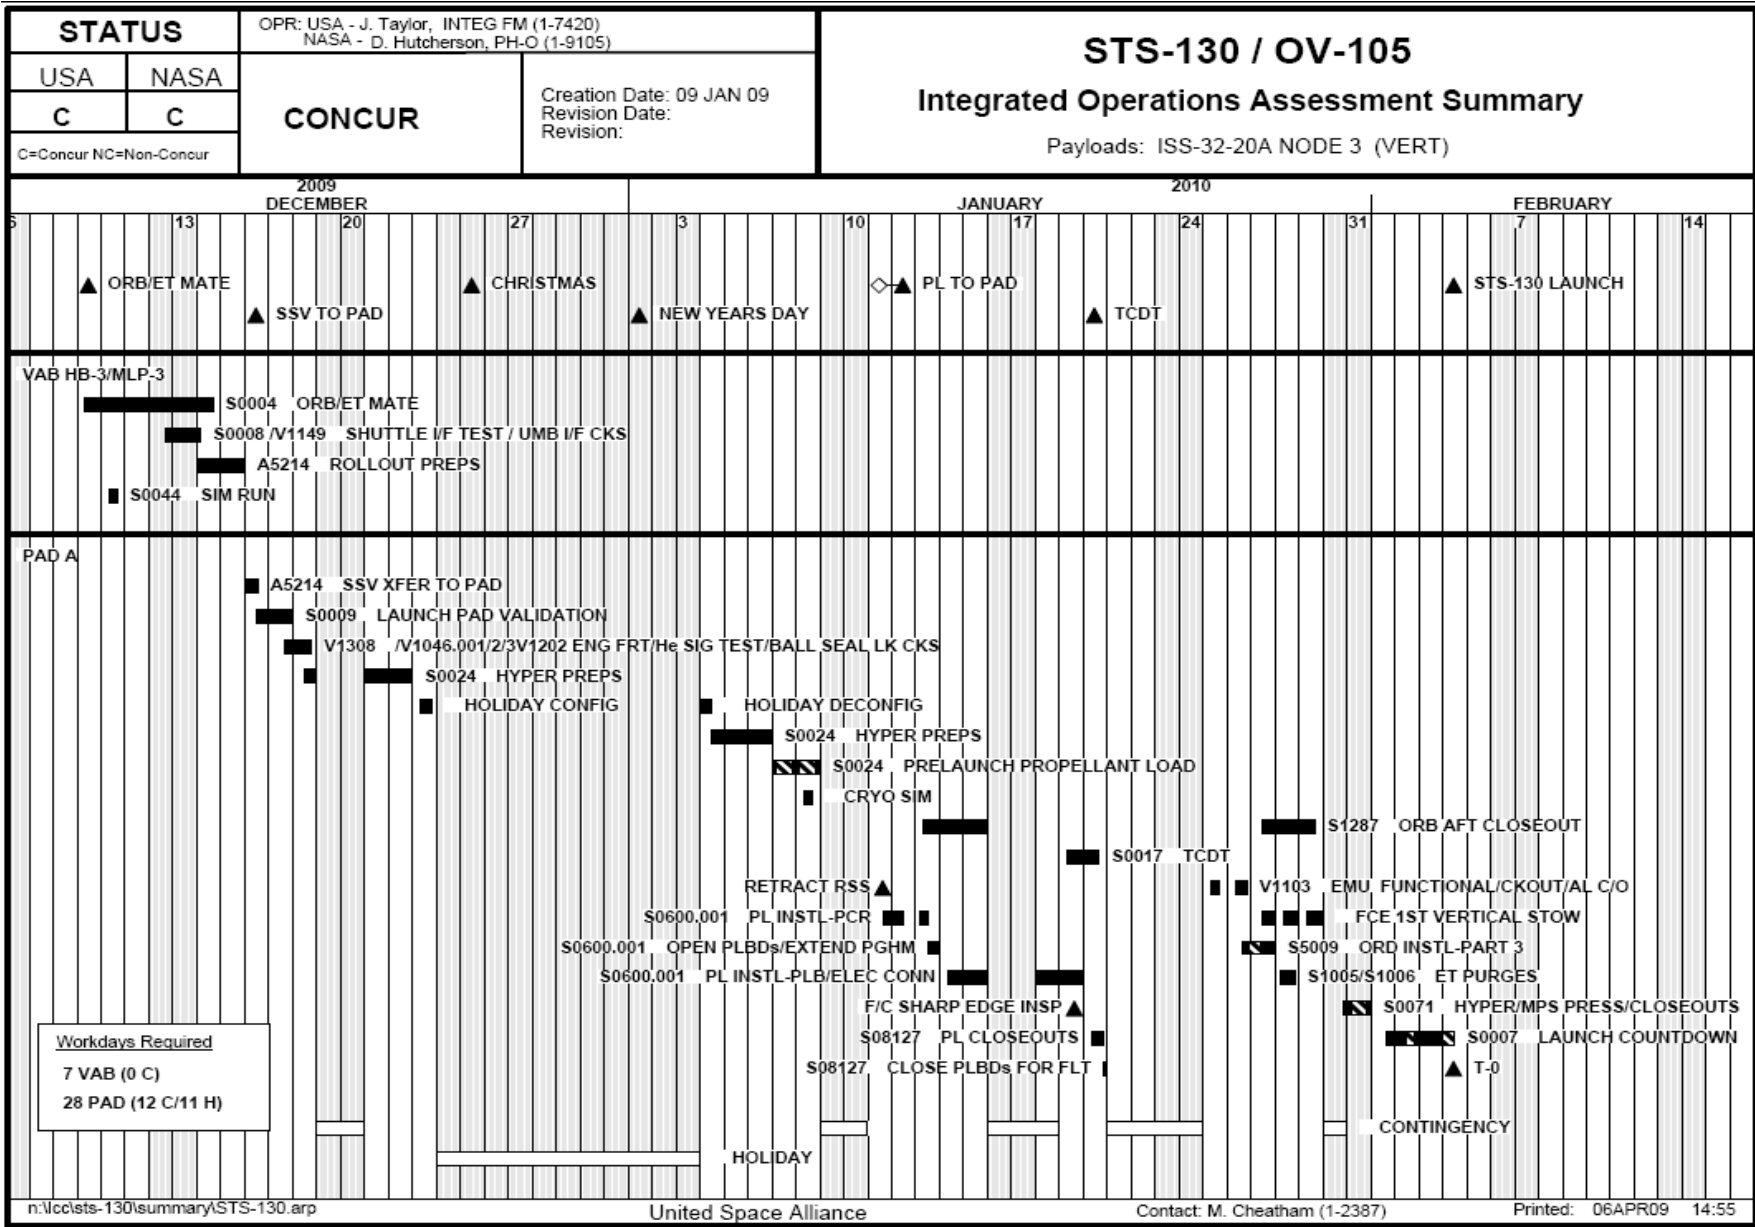 STATUS
OPR: USA - J. Taylor, INTEG FM (1-7420)
NASA - D. Hutcherson, PH-O (1-9105)
USA NASA
C C
C=Concur NC=Non-Concur
CONCUR
Creation Date: 09 JAN 09
Revision Date:
Revision:
STS-130 / OV-105
Integrated Operations Assessment Summary
Payloads: ISS-32-20A NODE 3 (VERT)
2009 2010
DECEMBER JANUARY FEBRUARY
6 13 20 27 3 10 17 24 31 7 14
ORB/ET MATE CHRISTMAS PL TO PAD STS-130 LAUNCH
SSV TO PAD NEW YEARS DAY TCDT
VAB HB-3/MLP-3
S0004 ORB/ET MATE
S0008 /V1149 SHUTTLE I/F TEST / UMB I/F CKS
A5214 ROLLOUT PREPS
S0044 SIM RUN
PAD A
A5214 SSV XFER TO PAD
S0009 LAUNCH PAD VALIDATION
V1308 /V1046.001/2/3V1202 ENG FRT/He SIG TEST/BALL SEAL LK CKS
S0024 HYPER PREPS
HOLIDAY CONFIG HOLIDAY DECONFIG
S0024 HYPER PREPS
S0024 PRELAUNCH PROPELLANT LOAD
CRYO SIM
S1287 ORB AFT CLOSEOUT
S0017 TCDT
RETRACT RSS V1103 EMU FUNCTIONAL/CKOUT/AL C/O
S0600.001 PL INSTL-PCR FCE 1ST VERTICAL STOW
S0600.001 OPEN PLBDs/EXTEND PGHM S5009 ORD INSTL-PART 3
S0600.001 PL INSTL-PLB/ELEC CONN S1005/S1006 ET PURGES
F/C SHARP EDGE INSP S0071 HYPER/MPS PRESS/CLOSEOUTS
S08127 PL CLOSEOUTS S0007 LAUNCH COUNTDOWN
S08127 CLOSE PLBDs FOR FLT T-0
Workdays Required
7 VAB (0 C)
28 PAD (12 C/11 H)
CONTINGENCY
HOLIDAY
n:\lcc\sts-130\summary\STS-130.arp United Space Alliance Contact: M. Cheatham (1-2387) Printed: 06APR09 14:55